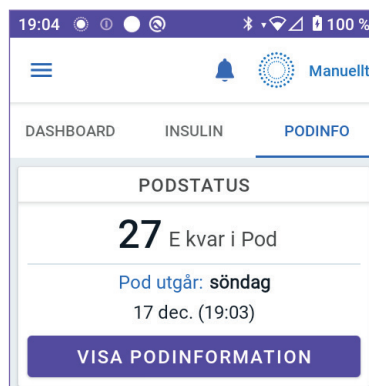 19:04 100 %
Manuellt
DASHBOARD INSULIN PODINFO
PODSTATUS
27 E kvar i Pod
Pod utgår: söndag
17 dec. (19:03)
VISA PODINFORMATION